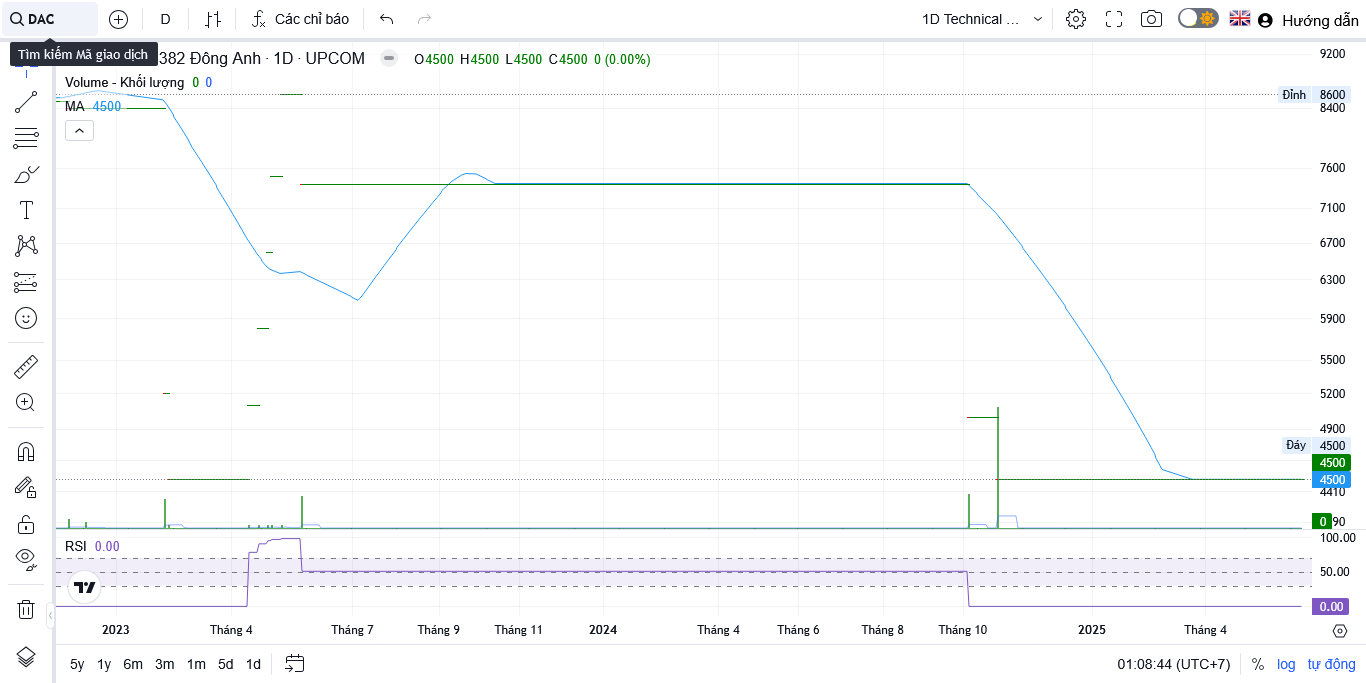 DAC
D
Các chỉ báo
1D Technical ...
Hướng dẫn
Tìm kiếm Mã giao dịch
382 Đông Anh · 1D · UPCOM
O4500 H4500 L4500 C4500 0 (0.00%)
Volume - Khối lượng 0 0
MA 4500
9200
Đỉnh 8600
8400
7600
7100
6700
6300
5900
5500
5200
4900
Đáy 4500
4500
4500
4410
0 90
RSI 0.00
100.00
50.00
0.00
2023 Tháng 4 Tháng 7 Tháng 9 Tháng 11 2024 Tháng 4 Tháng 6 Tháng 8 Tháng 10 2025 Tháng 4
5y 1y 6m 3m 1m 5d 1d
01:08:44 (UTC+7) % log tự động